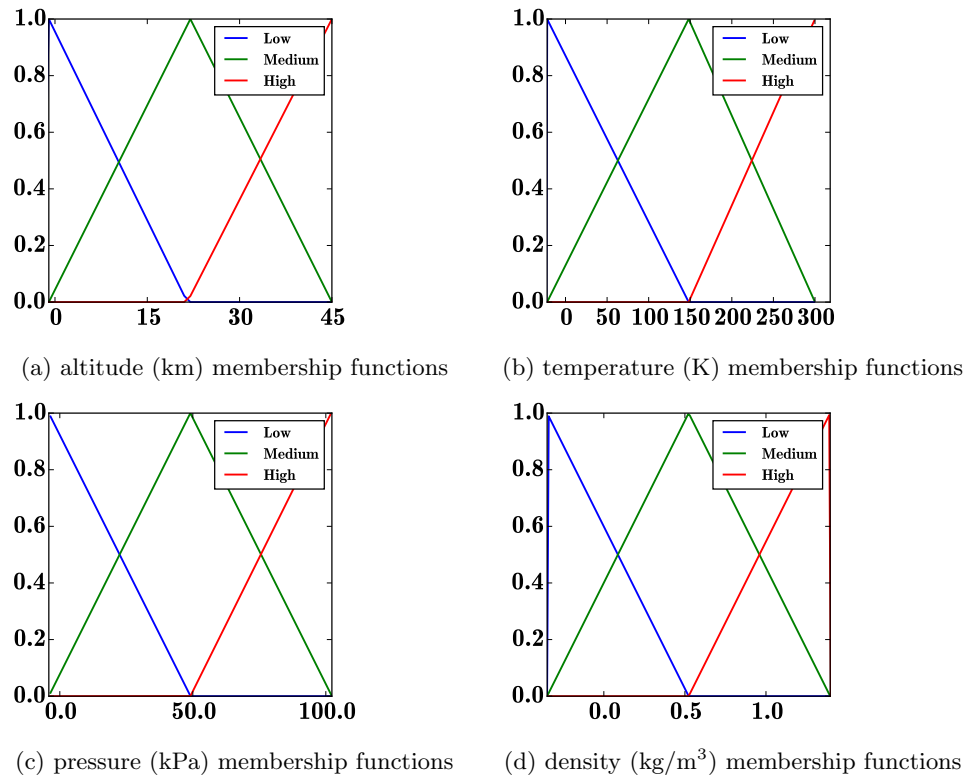 1.0
0.8
0.6
0.4
0.2
0.0
0 15 30 45
Low
Medium
High
(a) altitude (km) membership functions
1.0
0.8
0.6
0.4
0.2
0.0
0 50 100 150 200 250 300
Low
Medium
High
(b) temperature (K) membership functions
1.0
0.8
0.6
0.4
0.2
0.0
0.0 50.0 100.0
Low
Medium
High
(c) pressure (kPa) membership functions
1.0
0.8
0.6
0.4
0.2
0.0
0.0 0.5 1.0
Low
Medium
High
(d) density (kg/m³) membership functions